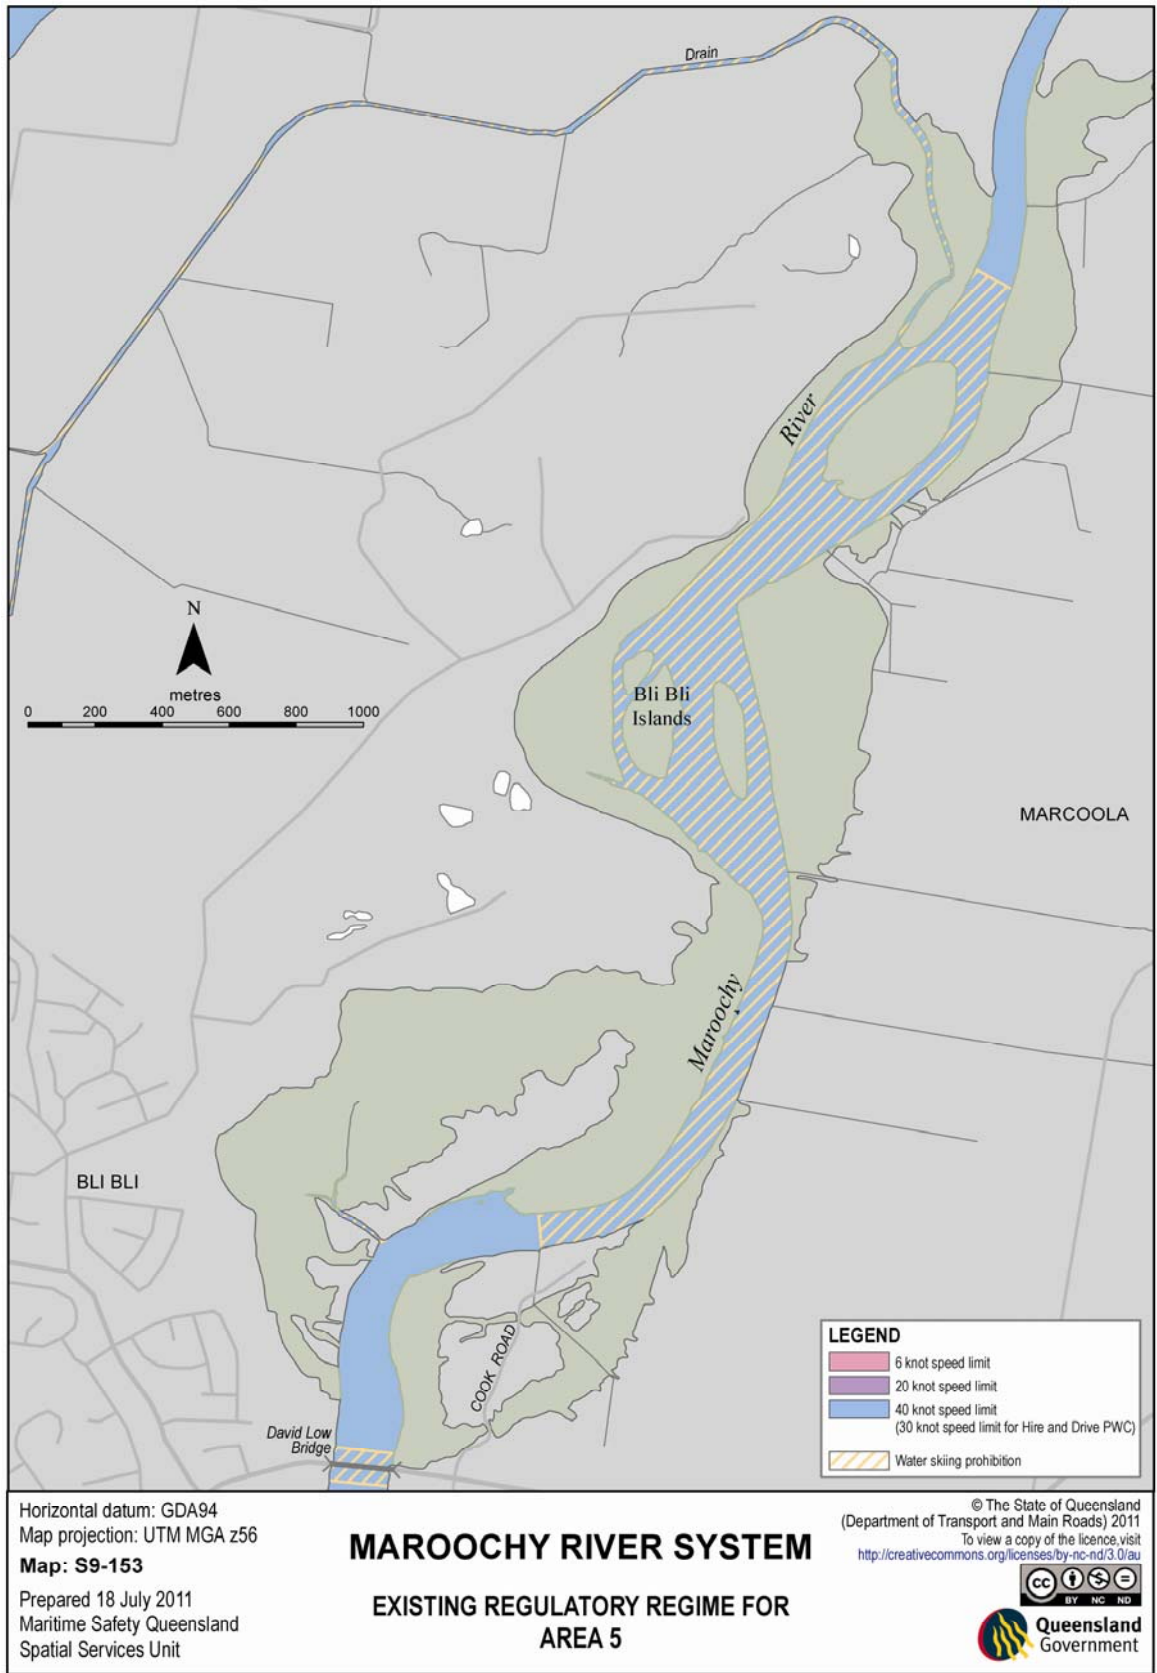 Drain
River
N
metres
0 200 400 600 800 1000
Bli Bli
Islands
MARCOOLA
Maroochy
BLI BLI
COOK ROAD
David Low
Bridge
LEGEND
6 knot speed limit
20 knot speed limit
40 knot speed limit
(30 knot speed limit for Hire and Drive PWC)
Water skiing prohibition
Horizontal datum: GDA94
Map projection: UTM MGA z56
Map: S9-153
Prepared 18 July 2011
Maritime Safety Queensland
Spatial Services Unit
MAROOCHY RIVER SYSTEM
EXISTING REGULATORY REGIME FOR
AREA 5
© The State of Queensland
(Department of Transport and Main Roads) 2011
To view a copy of the licence,visit
http://creativecommons.org/licenses/by-nc-nd/3.0/au
cc
BY NC ND
Queensland
Government